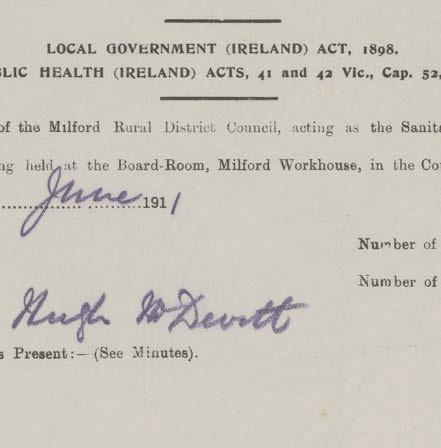 LOCAL GOVERNMENT (IRELAND) ACT, 1898.
BLIC HEALTH (IRELAND) ACTS, 41 and 42 Vic., Cap. 52,
of the Milford Rural District Council, acting as the Sanita
ng held at the Board-Room, Milford Workhouse, in the Cou
June 1911
Number of
Number of
Hugh McDevitt
s Present:— (See Minutes).